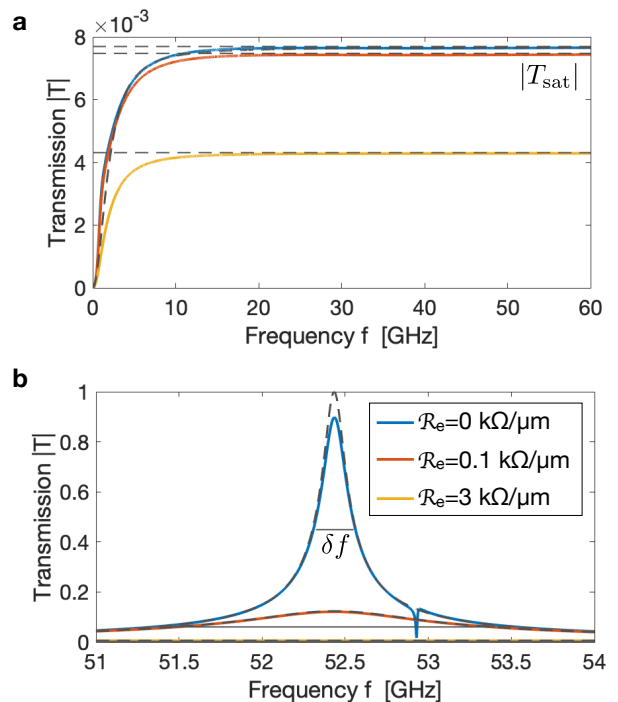 a
×10⁻³
8
6
4
2
0
Transmission |T|
|T_sat|
0 10 20 30 40 50 60
Frequency f [GHz]
b
1
0.8
0.6
0.4
0.2
0
Transmission |T|
ℛe=0 kΩ/µm
ℛe=0.1 kΩ/µm
ℛe=3 kΩ/µm
δf
51 51.5 52 52.5 53 53.5 54
Frequency f [GHz]